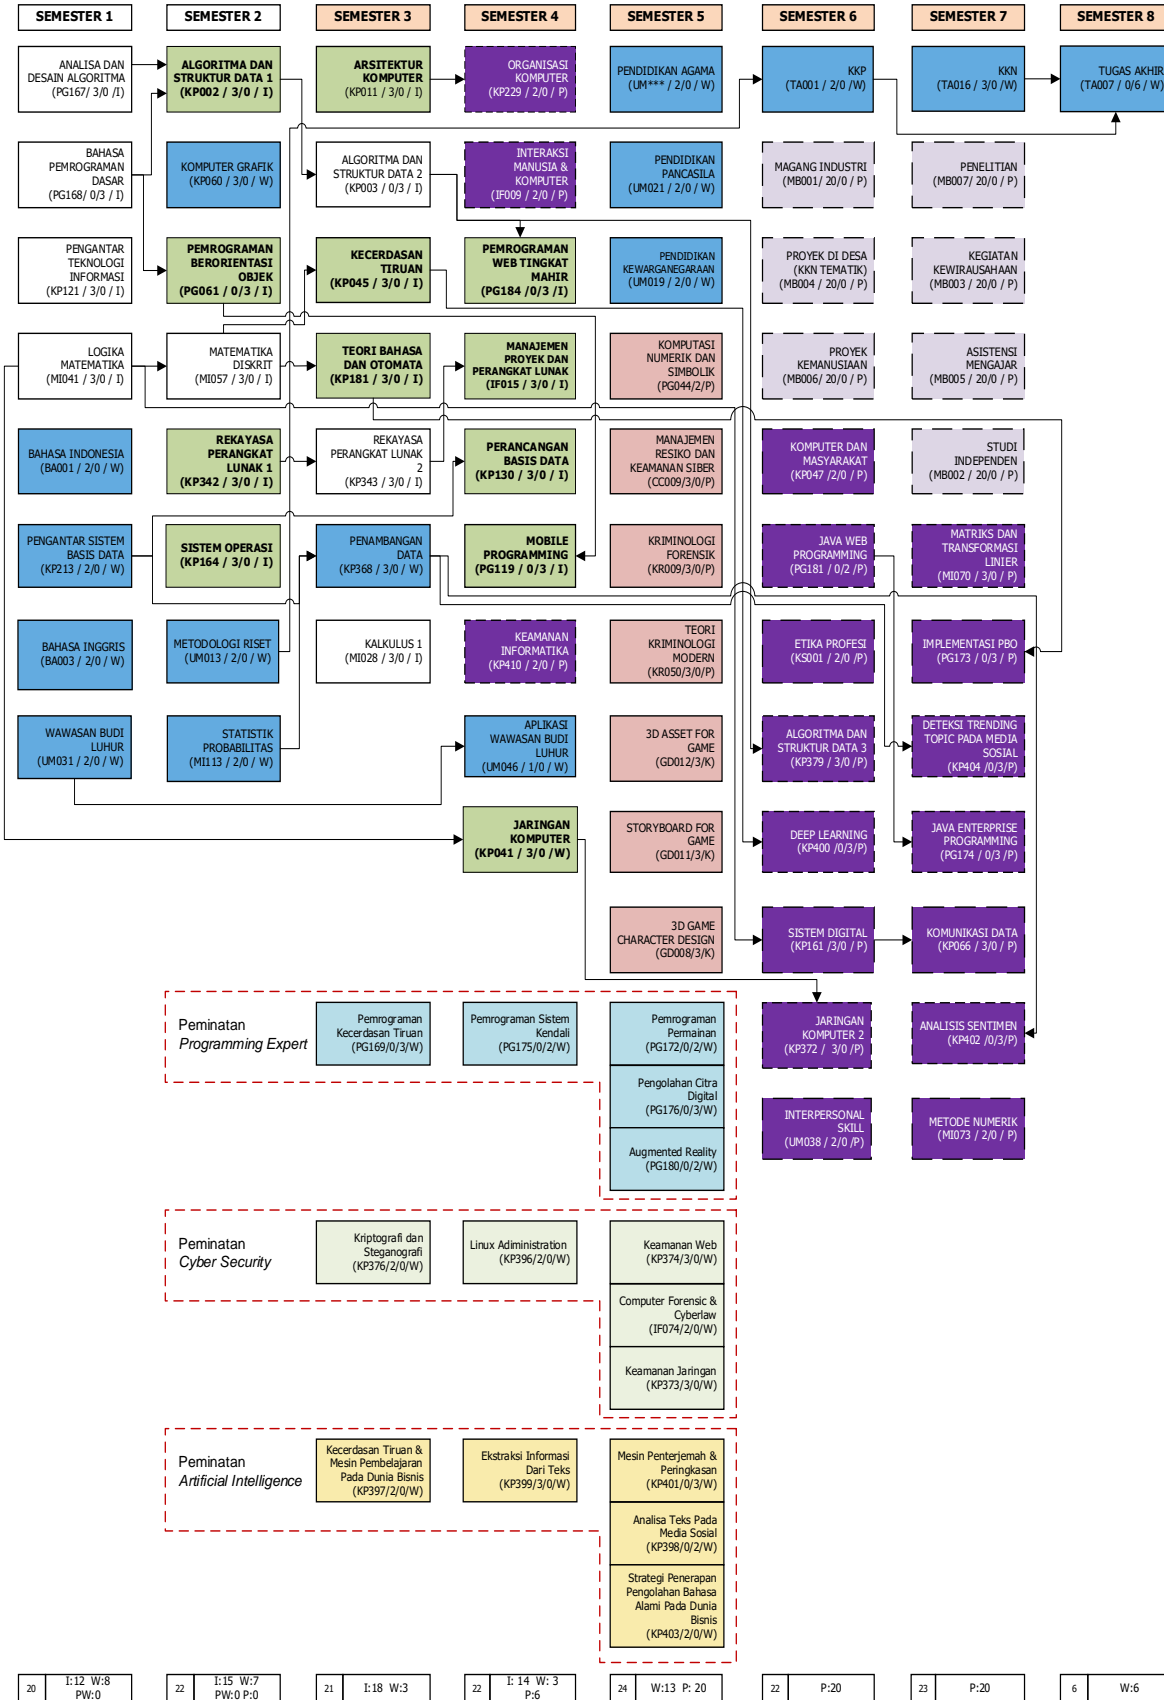 SEMESTER 1
SEMESTER 2
SEMESTER 3
SEMESTER 4
SEMESTER 5
SEMESTER 6
SEMESTER 7
SEMESTER 8
ANALISA DAN
DESAIN ALGORITMA
(PG167/ 3/0 /I)
ALGORITMA DAN
STRUKTUR DATA 1
(KP002 / 3/0 / I)
ARSITEKTUR
KOMPUTER
(KP011 / 3/0 / I)
ORGANISASI
KOMPUTER
(KP229 / 2/0 / P)
PENDIDIKAN AGAMA
(UM*** / 2/0 / W)
KKP
(TA001 / 2/0 /W)
KKN
(TA016 / 3/0 /W)
TUGAS AKHIR
(TA007 / 0/6 / W)
BAHASA
PEMROGRAMAN
DASAR
(PG168/ 0/3 / I)
KOMPUTER GRAFIK
(KP060 / 3/0 / W)
ALGORITMA DAN
STRUKTUR DATA 2
(KP003 / 0/3 / I)
INTERAKSI
MANUSIA &
KOMPUTER
(IF009 / 2/0 / P)
PENDIDIKAN
PANCASILA
(UM021 / 2/0 / W)
MAGANG INDUSTRI
(MB001/ 20/0 / P)
PENELITIAN
(MB007/ 20/0 / P)
PENGANTAR
TEKNOLOGI
INFORMASI
(KP121 / 3/0 / I)
PEMROGRAMAN
BERORIENTASI
OBJEK
(PG061 / 0/3 / I)
KECERDASAN
TIRUAN
(KP045 / 3/0 / I)
PEMROGRAMAN
WEB TINGKAT
MAHIR
(PG184 /0/3 /I)
PENDIDIKAN
KEWARGANEGARAAN
(UM019 / 2/0 / W)
PROYEK DI DESA
(KKN TEMATIK)
(MB004 / 20/0 / P)
KEGIATAN
KEWIRAUSAHAAN
(MB003 / 20/0 / P)
LOGIKA
MATEMATIKA
(MI041 / 3/0 / I)
MATEMATIKA
DISKRIT
(MI057 / 3/0 / I)
TEORI BAHASA
DAN OTOMATA
(KP181 / 3/0 / I)
MANAJEMEN
PROYEK DAN
PERANGKAT LUNAK
(IF015 / 3/0 / I)
KOMPUTASI
NUMERIK DAN
SIMBOLIK
(PG044/2/P)
PROYEK
KEMANUSIAAN
(MB006/ 20/0 / P)
ASISTENSI
MENGAJAR
(MB005 / 20/0 / P)
BAHASA INDONESIA
(BA001 / 2/0 / W)
REKAYASA
PERANGKAT
LUNAK 1
(KP342 / 3/0 / I)
REKAYASA
PERANGKAT LUNAK
2
(KP343 / 3/0 / I)
PERANCANGAN
BASIS DATA
(KP130 / 3/0 / I)
MANAJEMEN
RESIKO DAN
KEAMANAN SIBER
(CC009/3/0/P)
KOMPUTER DAN
MASYARAKAT
(KP047 /2/0 / P)
STUDI
INDEPENDEN
(MB002 / 20/0 / P)
PENGANTAR SISTEM
BASIS DATA
(KP213 / 2/0 / W)
SISTEM OPERASI
(KP164 / 3/0 / I)
PENAMBANGAN
DATA
(KP368 / 3/0 / W)
MOBILE
PROGRAMMING
(PG119 / 0/3 / I)
KRIMINOLOGI
FORENSIK
(KR009/3/0/P)
JAVA WEB
PROGRAMMING
(PG181 / 0/2 /P)
MATRIKS DAN
TRANSFORMASI
LINIER
(MI070 / 3/0 / P)
BAHASA INGGRIS
(BA003 / 2/0 / W)
METODOLOGI RISET
(UM013 / 2/0 / W)
KALKULUS 1
(MI028 / 3/0 / I)
KEAMANAN
INFORMATIKA
(KP410 / 2/0 / P)
TEORI
KRIMINOLOGI
MODERN
(KR050/3/0/P)
ETIKA PROFESI
(KS001 / 2/0 /P)
IMPLEMENTASI PBO
(PG173 / 0/3 / P)
WAWASAN BUDI
LUHUR
(UM031 / 2/0 / W)
STATISTIK
PROBABILITAS
(MI113 / 2/0 / W)
APLIKASI
WAWASAN BUDI
LUHUR
(UM046 / 1/0 / W)
3D ASSET FOR
GAME
(GD012/3/K)
ALGORITMA DAN
STRUKTUR DATA 3
(KP379 / 3/0 / P)
DETEKSI TRENDING
TOPIC PADA MEDIA
SOSIAL
(KP404 /0/3/P)
JARINGAN
KOMPUTER
(KP041 / 3/0 /W)
STORYBOARD FOR
GAME
(GD011/3/K)
DEEP LEARNING
(KP400 /0/3/P)
JAVA ENTERPRISE
PROGRAMMING
(PG174 / 0/3 /P)
3D GAME
CHARACTER DESIGN
(GD008/3/K)
SISTEM DIGITAL
(KP161 /3/0 / P)
KOMUNIKASI DATA
(KP066 / 3/0 / P)
Peminatan
Programming Expert
Pemrograman
Kecerdasan Tiruan
(PG169/0/3/W)
Pemrograman Sistem
Kendali
(PG175/0/2/W)
Pemrograman
Permainan
(PG172/0/2/W)
JARINGAN
KOMPUTER 2
(KP372 / 3/0 /P)
ANALISIS SENTIMEN
(KP402 /0/3/P)
Pengolahan Citra
Digital
(PG176/0/3/W)
INTERPERSONAL
SKILL
(UM038 / 2/0 /P)
METODE NUMERIK
(MI073 / 2/0 / P)
Augmented Reality
(PG180/0/2/W)
Peminatan
Cyber Security
Kriptografi dan
Steganografi
(KP376/2/0/W)
Linux Adiministration
(KP396/2/0/W)
Keamanan Web
(KP374/3/0/W)
Computer Forensic &
Cyberlaw
(IF074/2/0/W)
Keamanan Jaringan
(KP373/3/0/W)
Peminatan
Artificial Intelligence
Kecerdasan Tiruan &
Mesin Pembelajaran
Pada Dunia Bisnis
(KP397/2/0/W)
Ekstraksi Informasi
Dari Teks
(KP399/3/0/W)
Mesin Penterjemah &
Peringkasan
(KP401/0/3/W)
Analisa Teks Pada
Media Sosial
(KP398/0/2/W)
Strategi Penerapan
Pengolahan Bahasa
Alami Pada Dunia
Bisnis
(KP403/2/0/W)
20
I:12 W:8
PW:0
22
I:15 W:7
PW:0 P:0
21
I:18 W:3
22
I: 14 W: 3
P:6
24
W:13 P: 20
22
P:20
23
P:20
6
W:6